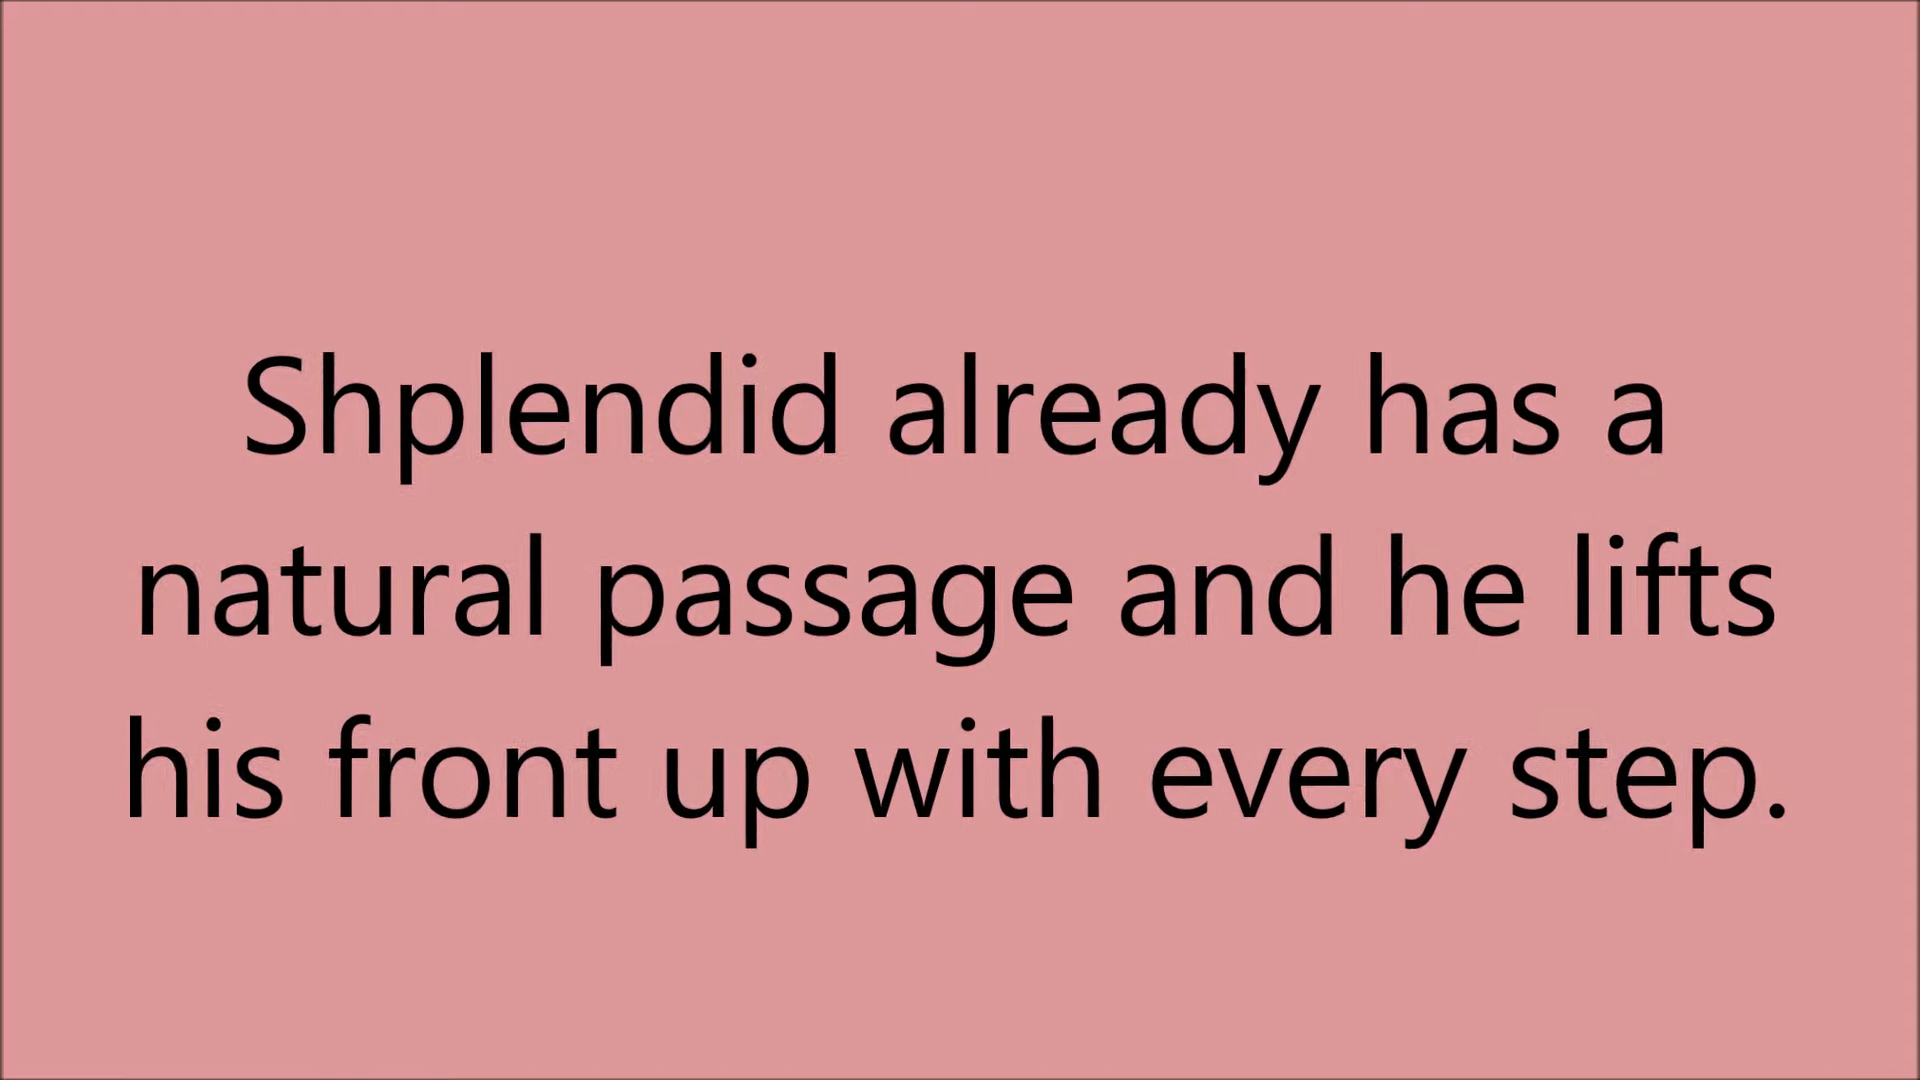 Shplendid already has a
natural passage and he lifts
his front up with every step.